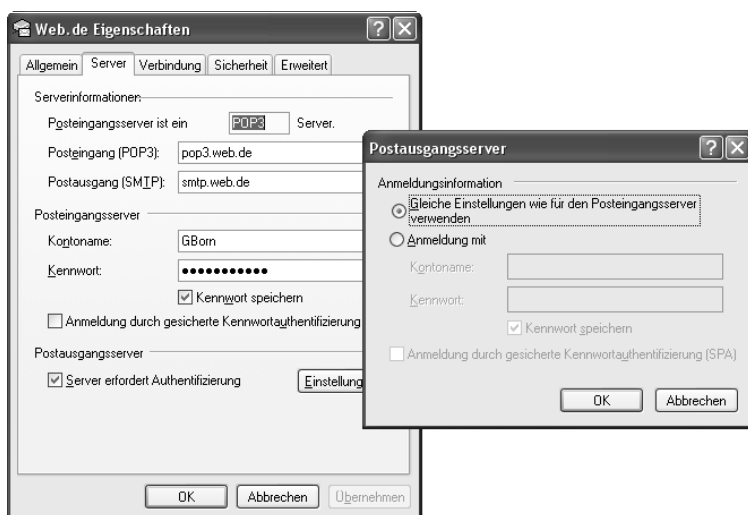 Web.de Eigenschaften
Allgemein Server Verbindung Sicherheit Erweitert
Serverinformationen
Posteingangsserver ist ein POP3 Server.
Posteingang (POP3): pop3.web.de
Postausgang (SMTP): smtp.web.de
Posteingangsserver
Kontoname: GBorn
Kennwort: ●●●●●●●●●●●
Kennwort speichern
Anmeldung durch gesicherte Kennwortauthentifizierung
Postausgangsserver
Server erfordert Authentifizierung Einstellung
OK Abbrechen Übernehmen
Postausgangsserver
Anmeldungsinformation
Gleiche Einstellungen wie für den Posteingangsserver
verwenden
Anmeldung mit
Kontoname:
Kennwort:
Kennwort speichern
Anmeldung durch gesicherte Kennwortauthentifizierung (SPA)
OK Abbrechen